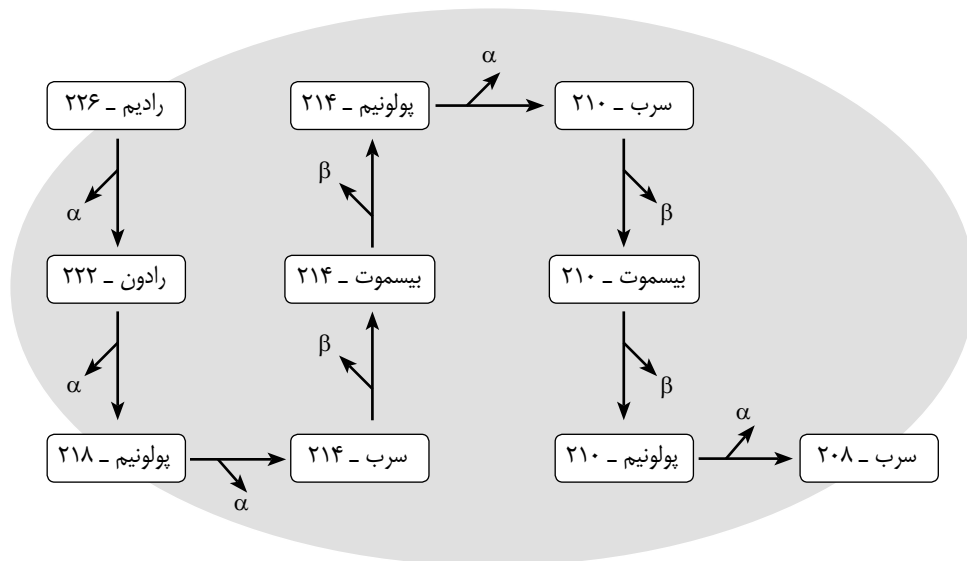 رادیم ـ ۲۲۶
α
رادون ـ ۲۲۲
α
پولونیم ـ ۲۱۸
α
سرب ـ ۲۱۴
β
بیسموت ـ ۲۱۴
β
پولونیم ـ ۲۱۴
α
سرب ـ ۲۱۰
β
بیسموت ـ ۲۱۰
β
پولونیم ـ ۲۱۰
α
سرب ـ ۲۰۸